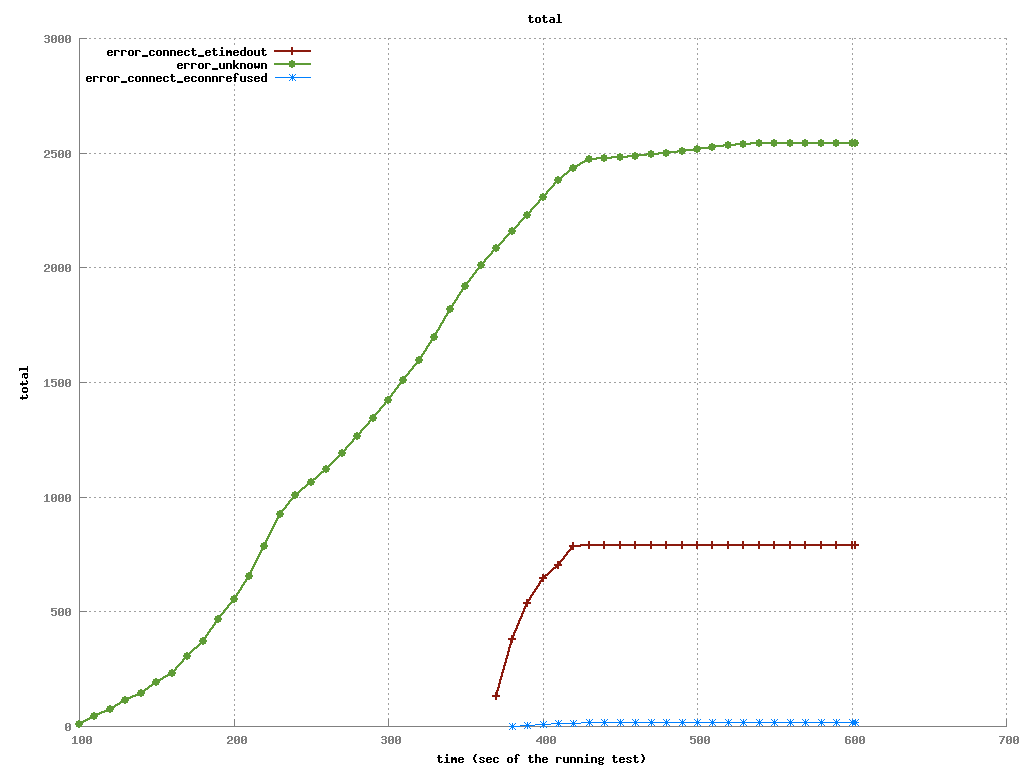 total
3000
error_connect_etimedout
error_unknown
error_connect_econnrefused
2500
2000
1500
total
1000
500
0
100 200 300 400 500 600 700
time (sec of the running test)